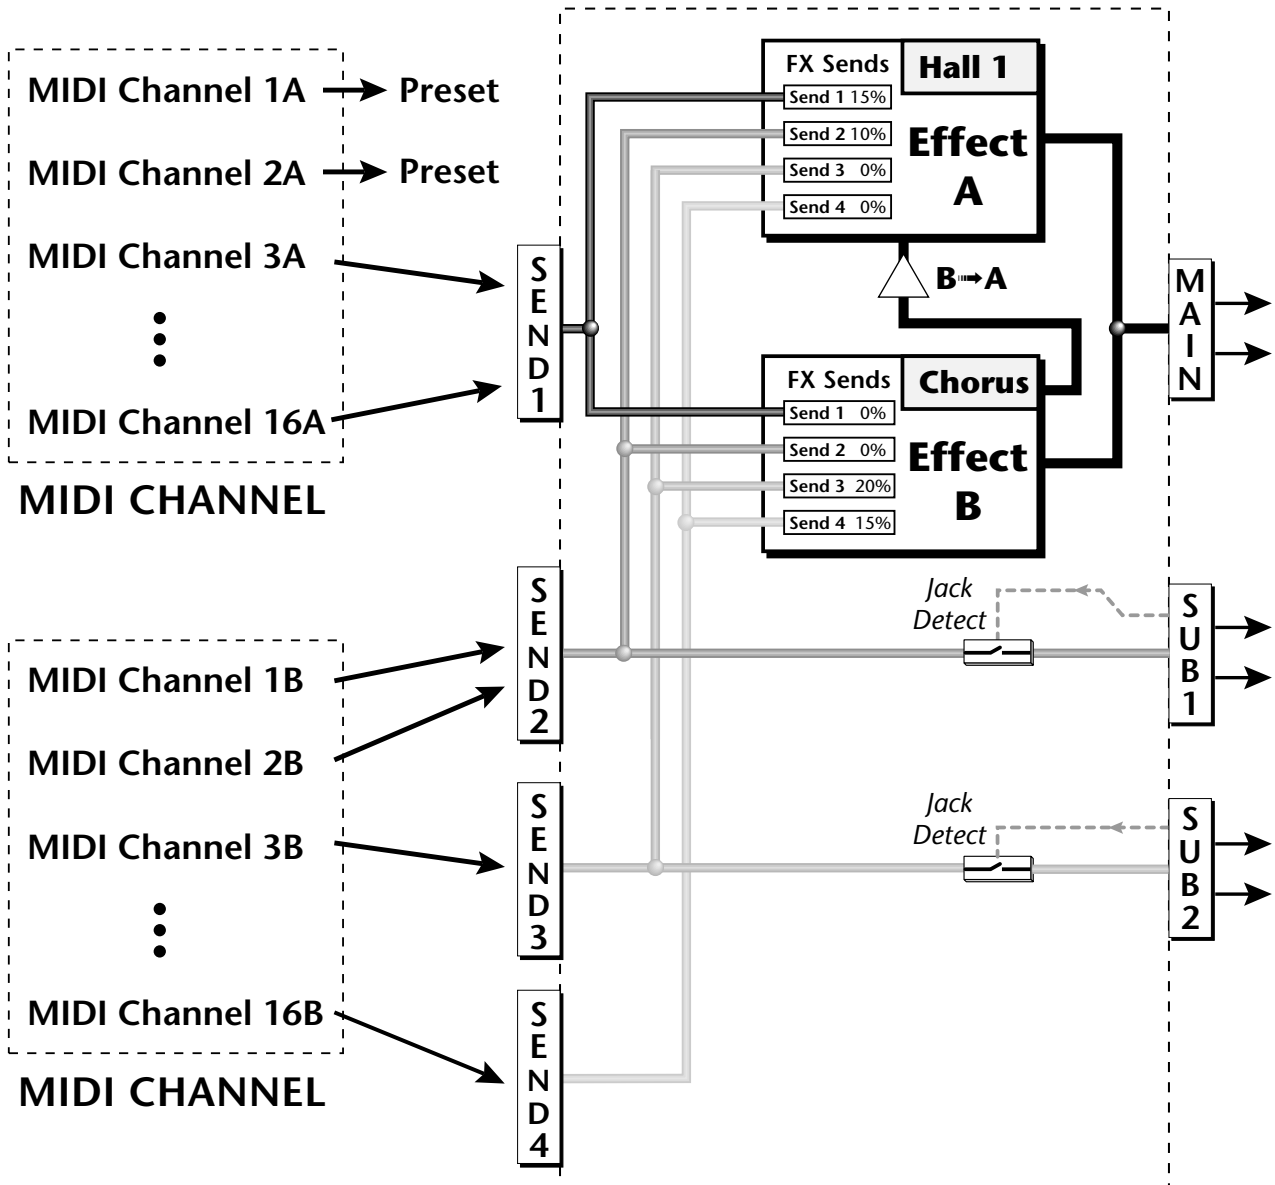 MIDI Channel 1A
Preset
MIDI Channel 2A
Preset
MIDI Channel 3A
MIDI Channel 16A
MIDI CHANNEL
MIDI Channel 1B
MIDI Channel 2B
MIDI Channel 3B
MIDI Channel 16B
MIDI CHANNEL
SEND1
SEND2
SEND3
SEND4
FX Sends
Hall 1
Send 1 15%
Send 2 10%
Send 3 0%
Send 4 0%
Effect
A
B➟A
FX Sends
Chorus
Send 1 0%
Send 2 0%
Send 3 20%
Send 4 15%
Effect
B
Jack
Detect
Jack
Detect
MAIN
SUB1
SUB2